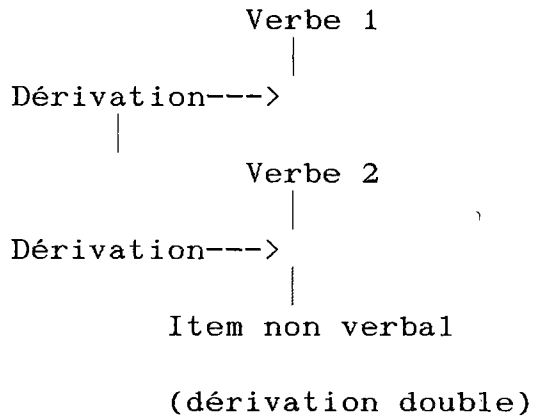 Verbe 1
Dérivation--->
Verbe 2
Dérivation--->
Item non verbal
(dérivation double)